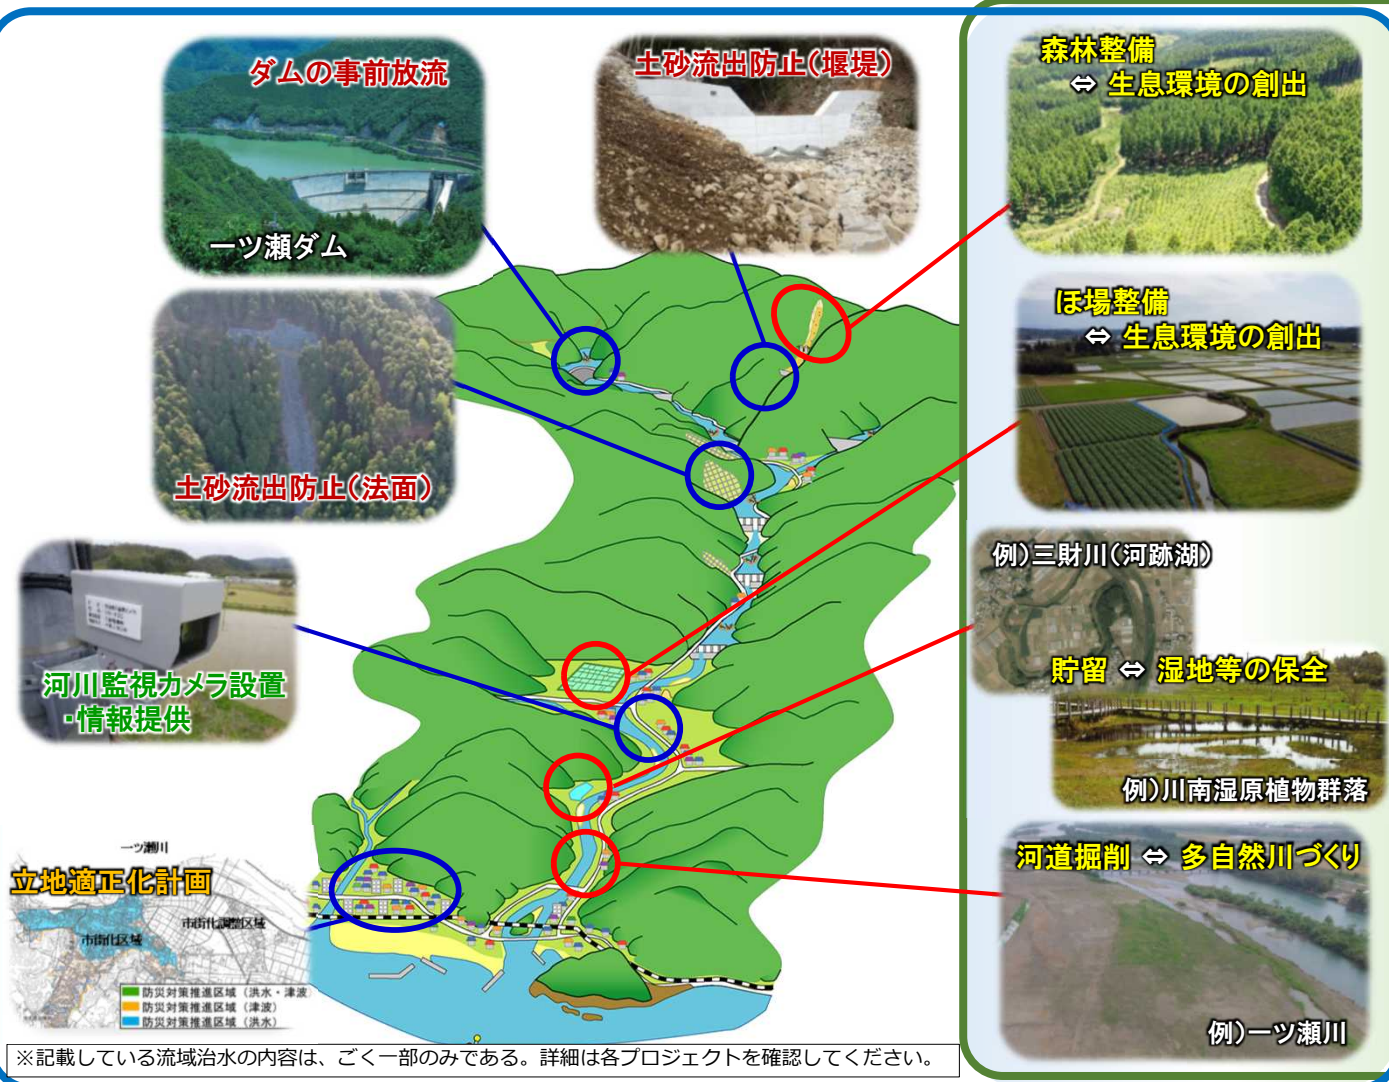 ダムの事前放流
一ツ瀬ダム
土砂流出防止(堰堤)
土砂流出防止(法面)
河川監視カメラ設置
・情報提供
一ツ瀬川
立地適正化計画
市街化調整区域
市街化区域
防災対策推進区域（洪水・津波）
防災対策推進区域（津波）
防災対策推進区域（洪水）
森林整備
⇔ 生息環境の創出
ほ場整備
⇔ 生息環境の創出
例)三財川(河跡湖)
貯留 ⇔ 湿地等の保全
例)川南湿原植物群落
河道掘削 ⇔ 多自然川づくり
例)一ツ瀬川
※記載している流域治水の内容は、ごく一部のみである。詳細は各プロジェクトを確認してください。